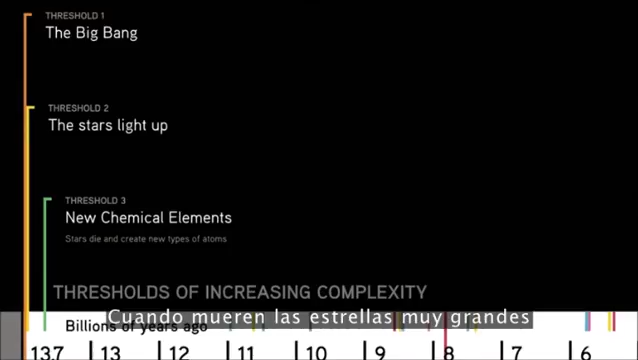 THRESHOLD 1
The Big Bang
THRESHOLD 2
The stars light up
THRESHOLD 3
New Chemical Elements
Stars die and create new types of atoms
THRESHOLDS OF INCREASING COMPLEXITY
Cuando mueren las estrellas muy grandes
Billions of years ago
13.7 13 12 11 10 9 8 7 6